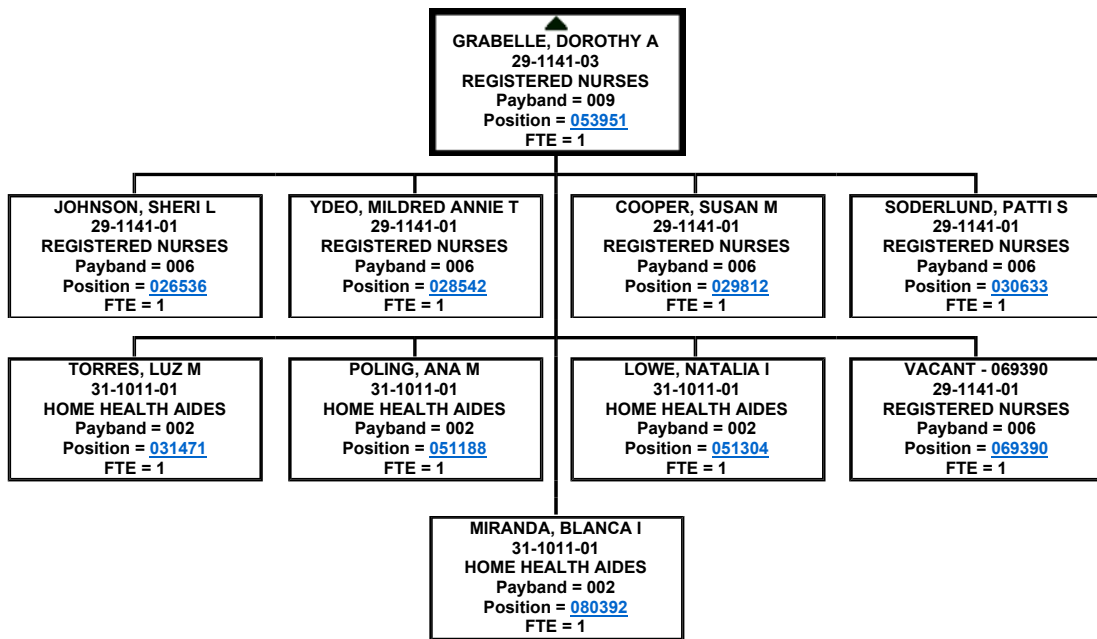 GRABELLE, DOROTHY A
29-1141-03
REGISTERED NURSES
Payband = 009
Position = 053951
FTE = 1
JOHNSON, SHERI L
29-1141-01
REGISTERED NURSES
Payband = 006
Position = 026536
FTE = 1
YDEO, MILDRED ANNIE T
29-1141-01
REGISTERED NURSES
Payband = 006
Position = 028542
FTE = 1
COOPER, SUSAN M
29-1141-01
REGISTERED NURSES
Payband = 006
Position = 029812
FTE = 1
SODERLUND, PATTI S
29-1141-01
REGISTERED NURSES
Payband = 006
Position = 030633
FTE = 1
TORRES, LUZ M
31-1011-01
HOME HEALTH AIDES
Payband = 002
Position = 031471
FTE = 1
POLING, ANA M
31-1011-01
HOME HEALTH AIDES
Payband = 002
Position = 051188
FTE = 1
LOWE, NATALIA I
31-1011-01
HOME HEALTH AIDES
Payband = 002
Position = 051304
FTE = 1
VACANT - 069390
29-1141-01
REGISTERED NURSES
Payband = 006
Position = 069390
FTE = 1
MIRANDA, BLANCA I
31-1011-01
HOME HEALTH AIDES
Payband = 002
Position = 080392
FTE = 1